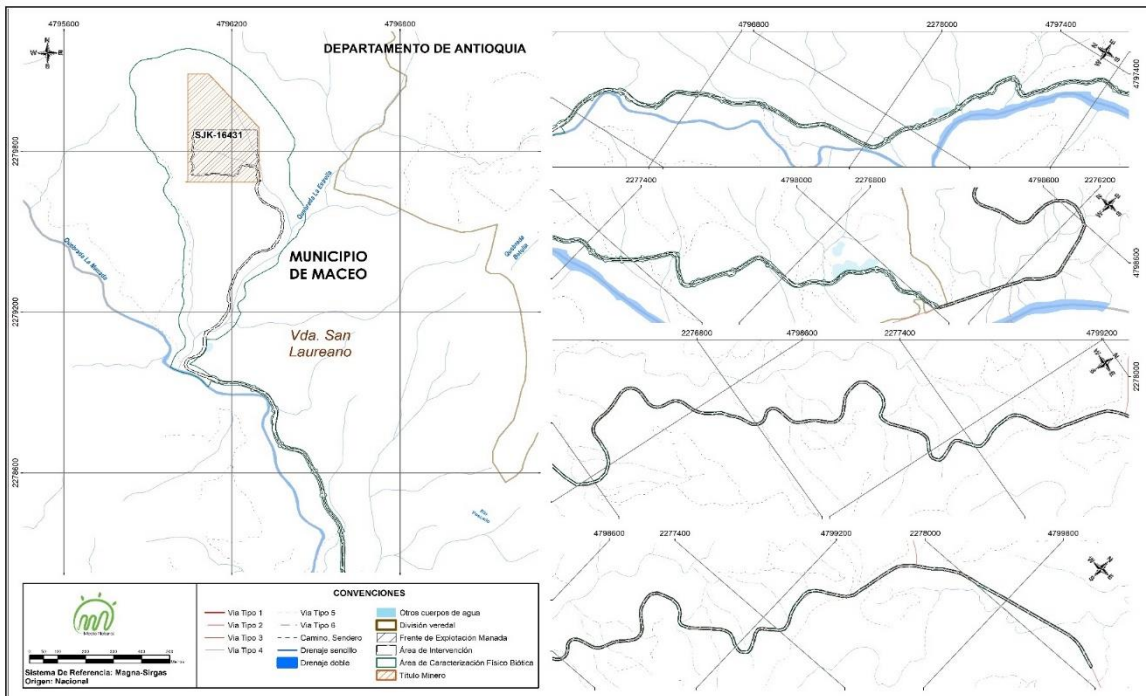 4795600
4796200
4796800
DEPARTAMENTO DE ANTIOQUIA
SJK-16431
2279800
Quebrada La Estrella
Quebrada La Manada
MUNICIPIO
DE MACEO
2279200
Vda. San
Laureano
2278600
4796800
2278000
4797400
4797400
2277400
4798000
2276800
4798600
2276200
4798600
2276800
4798600
2277400
4799200
2278000
4798600
2277400
4799200
2278000
4799800
CONVENCIONES
Via Tipo 1
Via Tipo 2
Via Tipo 3
Via Tipo 4
Via Tipo 5
Via Tipo 6
Camino, Sendero
Drenaje sencillo
Drenaje doble
Otros cuerpos de agua
División veredal
Frente de Explotación Manada
Área de Intervención
Área de Caracterización Físico Biótica
Título Minero
Sistema De Referencia: Magna-Sirgas
Origen: Nacional